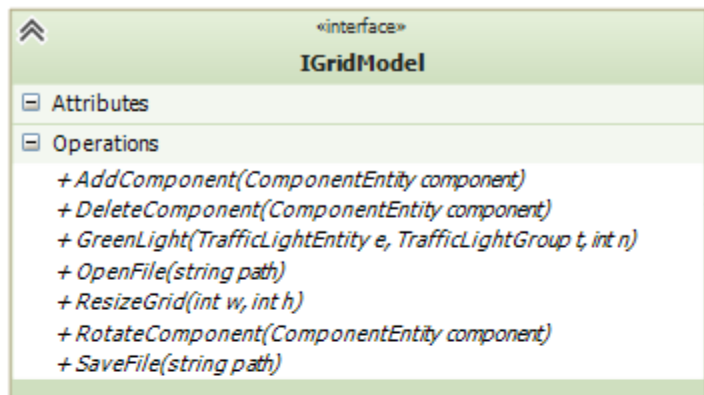 «interface»
IGridModel
Attributes
Operations
+ AddComponent(ComponentEntity component)
+ DeleteComponent(ComponentEntity component)
+ GreenLight(TrafficLightEntity e, TrafficLightGroup t, int n)
+ OpenFile(string path)
+ ResizeGrid(int w, int h)
+ RotateComponent(ComponentEntity component)
+ SaveFile(string path)